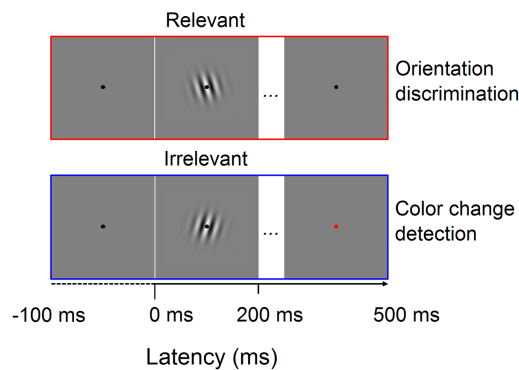 Relevant
Orientation
discrimination
...
Irrelevant
Color change
detection
...
-100 ms 0 ms 200 ms 500 ms
Latency (ms)